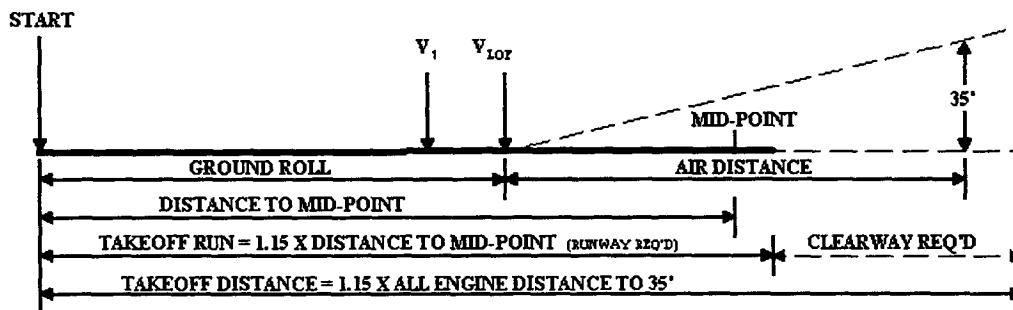 START
V₁
V_LOF
35'
MID-POINT
GROUND ROLL
AIR DISTANCE
DISTANCE TO MID-POINT
TAKEOFF RUN = 1.15 X DISTANCE TO MID-POINT (RUNWAY REQ'D)
CLEARWAY REQ'D
TAKEOFF DISTANCE = 1.15 X ALL ENGINE DISTANCE TO 35'